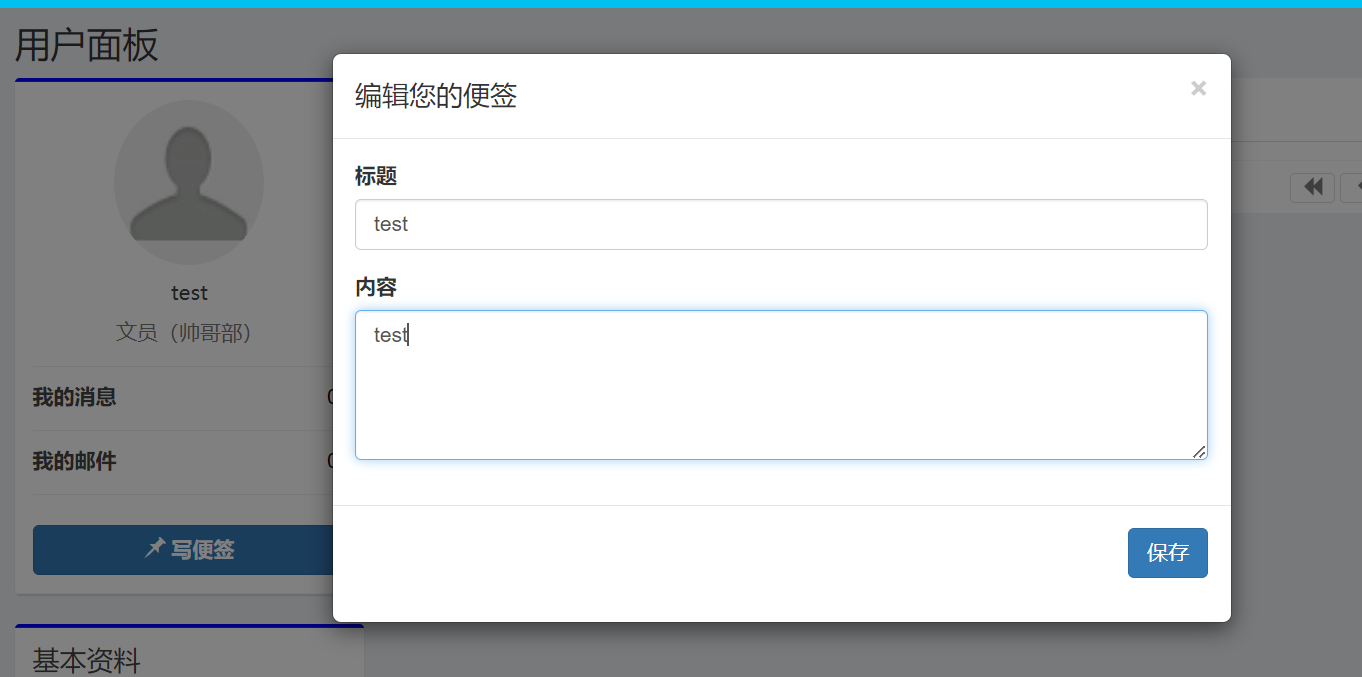 用户面板
编辑您的便签
×
标题
test
内容
test
保存
test
文员（帅哥部）
我的消息
我的邮件
写便签
基本资料